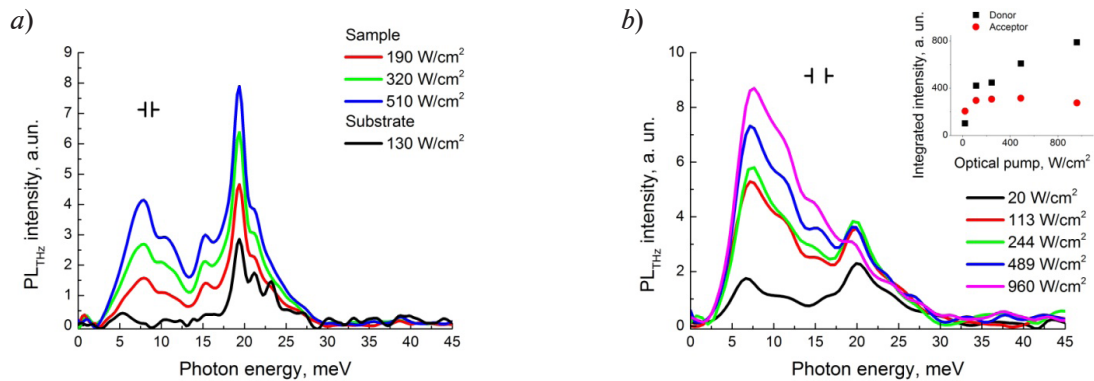 a)
Sample
190 W/cm²
320 W/cm²
510 W/cm²
Substrate
130 W/cm²
9
8
7
6
5
4
3
2
1
0
PL_THz intensity, a.un.
0 5 10 15 20 25 30 35 40 45
Photon energy, meV
b)
Donor
Acceptor
800
400
0
Integrated intensity, a. un.
0 400 800
Optical pump, W/cm²
20 W/cm²
113 W/cm²
244 W/cm²
489 W/cm²
960 W/cm²
10
8
6
4
2
0
PL_THz intensity, a. un.
0 5 10 15 20 25 30 35 40 45
Photon energy, meV